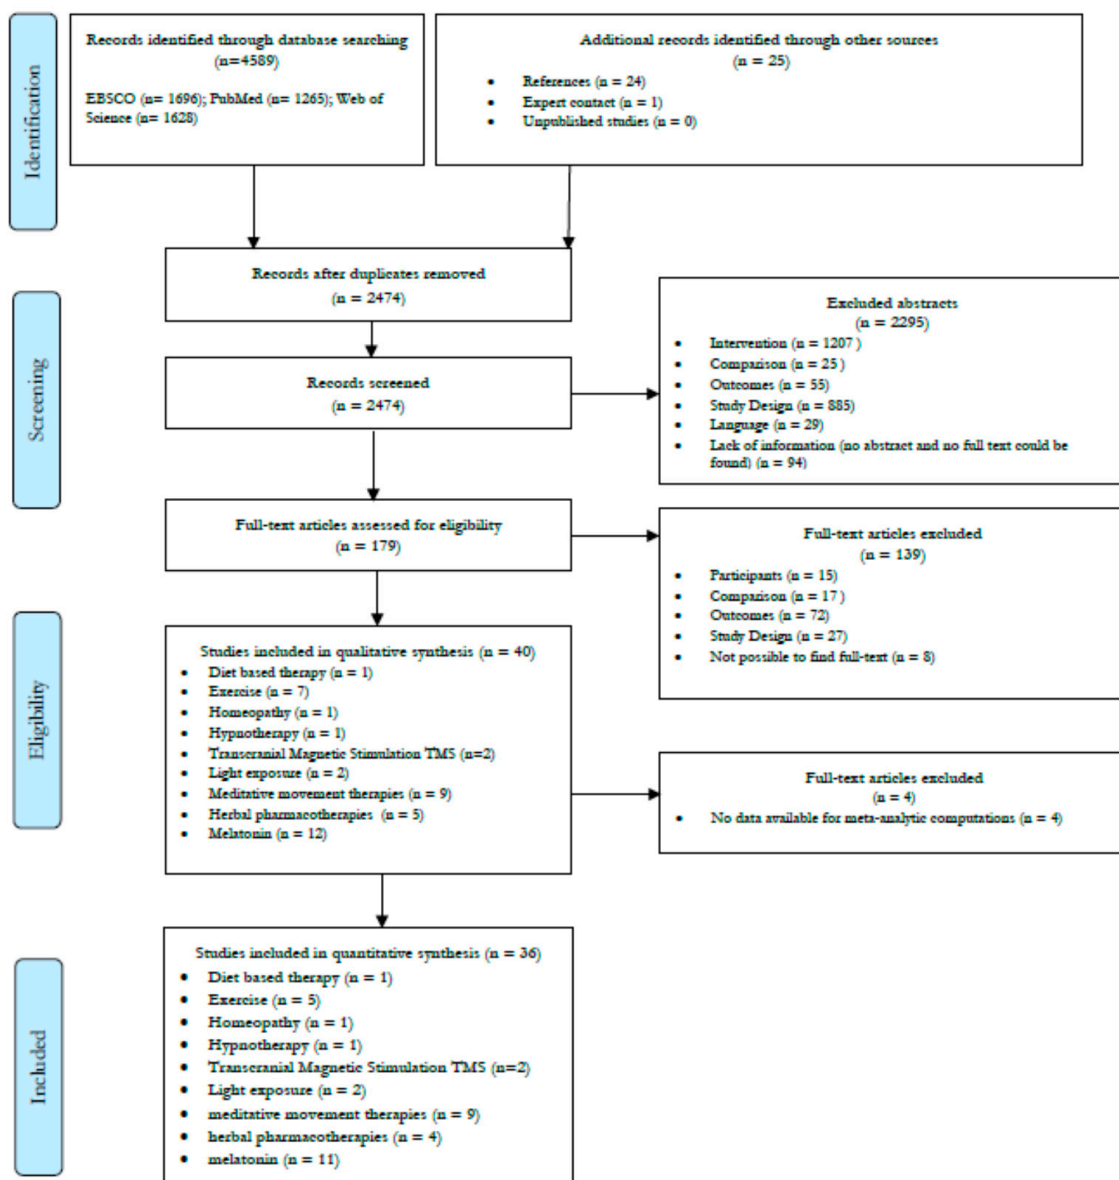 Identification
Records identified through database searching
(n=4589)
EBSCO (n= 1696); PubMed (n= 1265); Web of
Science (n= 1628)
Additional records identified through other sources
(n = 25)
• References (n = 24)
• Expert contact (n = 1)
• Unpublished studies (n = 0)
Records after duplicates removed
(n = 2474)
Screening
Records screened
(n = 2474)
Excluded abstracts
(n = 2295)
• Intervention (n = 1207 )
• Comparison (n = 25 )
• Outcomes (n = 55)
• Study Design (n = 885)
• Language (n = 29)
• Lack of information (no abstract and no full text could be
found) (n = 94)
Full-text articles assessed for eligibility
(n = 179)
Full-text articles excluded
(n = 139)
• Participants (n = 15)
• Comparison (n = 17 )
• Outcomes (n = 72)
• Study Design (n = 27)
• Not possible to find full-text (n = 8)
Eligibility
Studies included in qualitative synthesis (n = 40)
• Diet based therapy (n = 1)
• Exercise (n = 7)
• Homeopathy (n = 1)
• Hypnotherapy (n = 1)
• Transcranial Magnetic Stimulation TMS (n=2)
• Light exposure (n = 2)
• Meditative movement therapies (n = 9)
• Herbal pharmacotherapies (n = 5)
• Melatonin (n = 12)
Full-text articles excluded
(n = 4)
• No data available for meta-analytic computations (n = 4)
Included
Studies included in quantitative synthesis (n = 36)
• Diet based therapy (n = 1)
• Exercise (n = 5)
• Homeopathy (n = 1)
• Hypnotherapy (n = 1)
• Transcranial Magnetic Stimulation TMS (n=2)
• Light exposure (n = 2)
• meditative movement therapies (n = 9)
• herbal pharmacotherapies (n = 4)
• melatonin (n = 11)